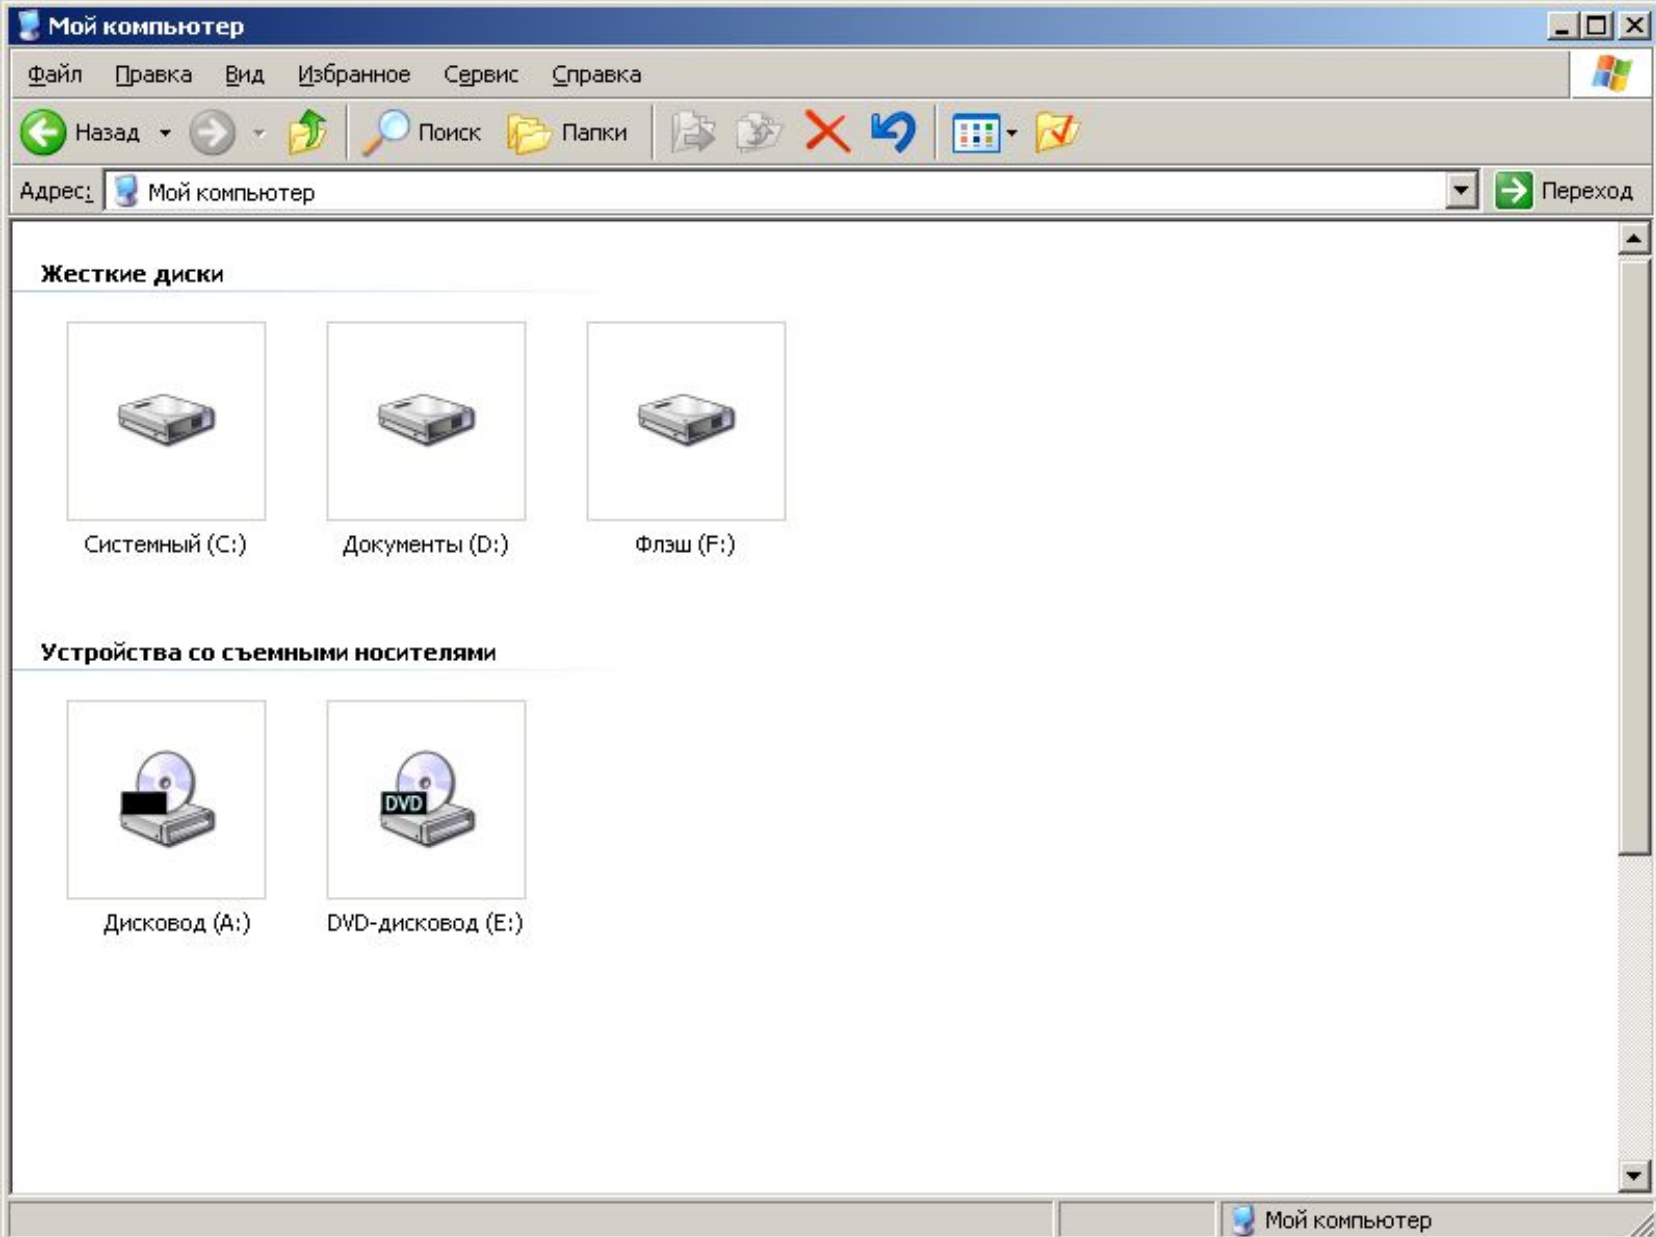 Мой компьютер
Файл Правка Вид Избранное Сервис Справка
Назад Поиск Папки
Адрес: Мой компьютер Переход
Жесткие диски
Системный (C:) Документы (D:) Флэш (F:)
Устройства со съемными носителями
DVD
Дисковод (A:) DVD-дисковод (E:)
Мой компьютер